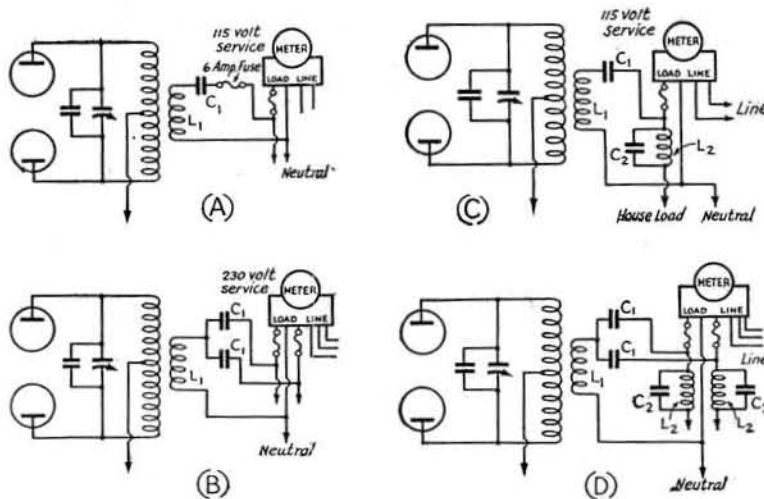 115 volt
service
METER
6 Amp. Fuse
LOAD LINE
C1
L1
Neutral
(A)
115 volt
service
METER
C1
LOAD LINE
L1
Line
C2
L2
House Load
Neutral
(C)
230 volt
service
METER
C1
LOAD LINE
C1
L1
Neutral
(B)
METER
C1
LOAD LINE
C1
L1
Line
C2
C2
L2
L2
Neutral
(D)